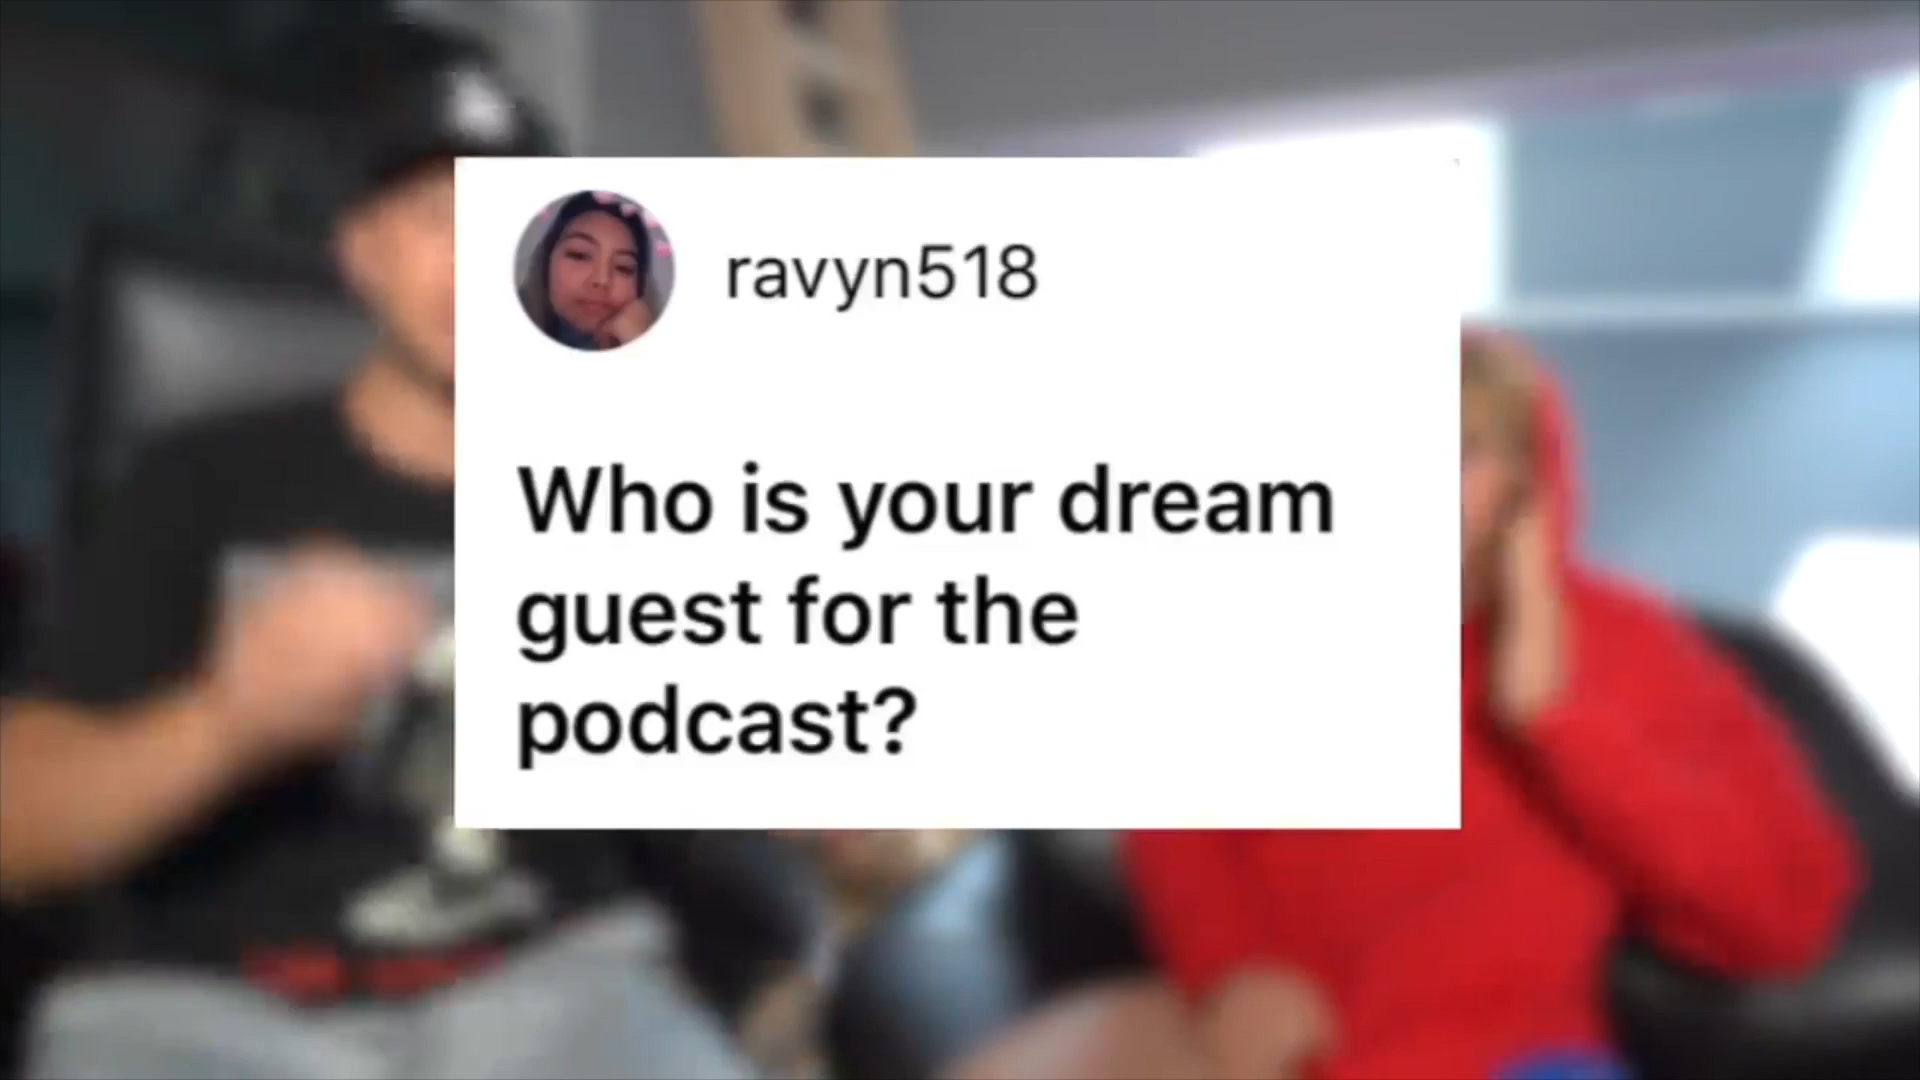 ravyn518
Who is your dream
guest for the
podcast?